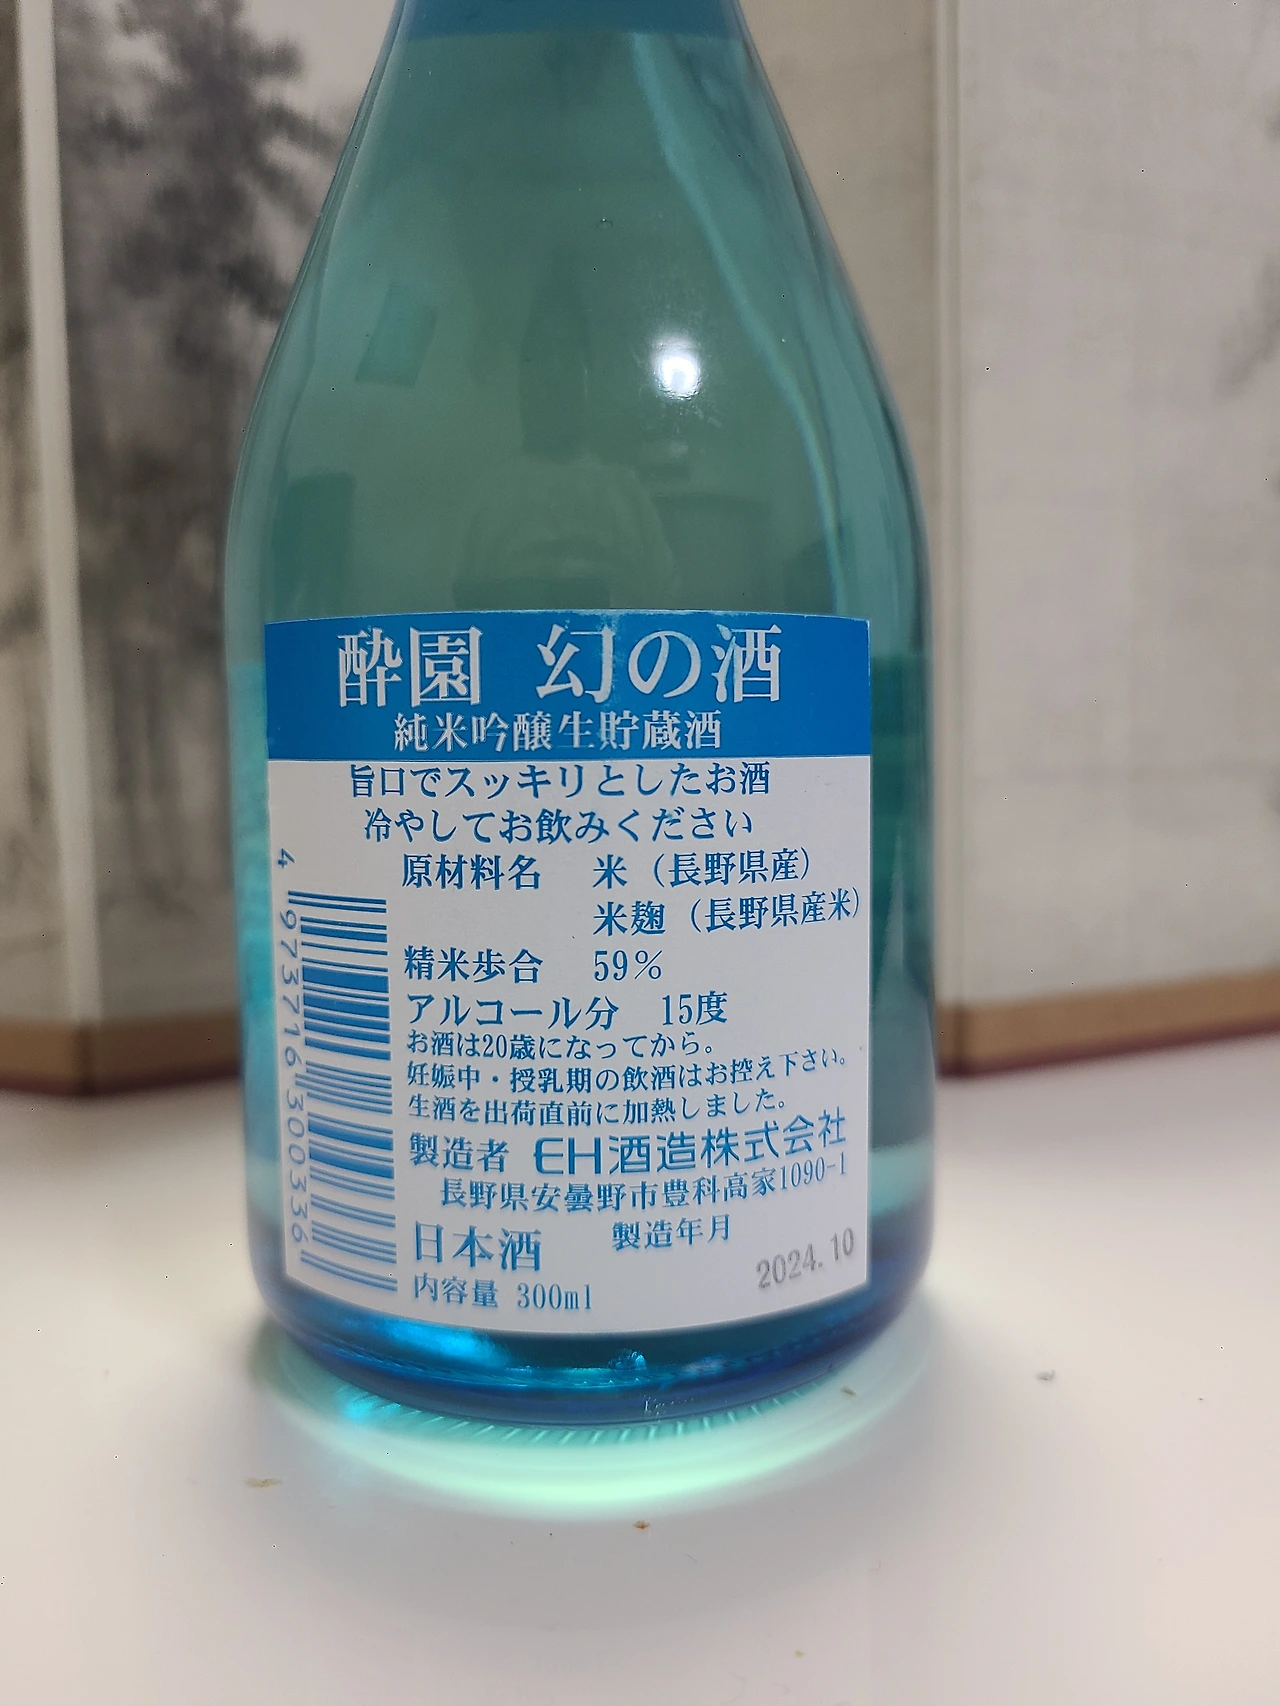 酔園 幻の酒
純米吟醸生貯蔵酒
旨口でスッキリとしたお酒
冷やしてお飲みください
原材料名 米（長野県産）
米麹（長野県産米）
精米歩合 59％
アルコール分 15度
お酒は20歳になってから。
妊娠中・授乳期の飲酒はお控え下さい。
生酒を出荷直前に加熱しました。
製造者 EH酒造株式会社
長野県安曇野市豊科高家1090-1
日本酒 製造年月
2024.10
内容量 300ml
4 973716 300336